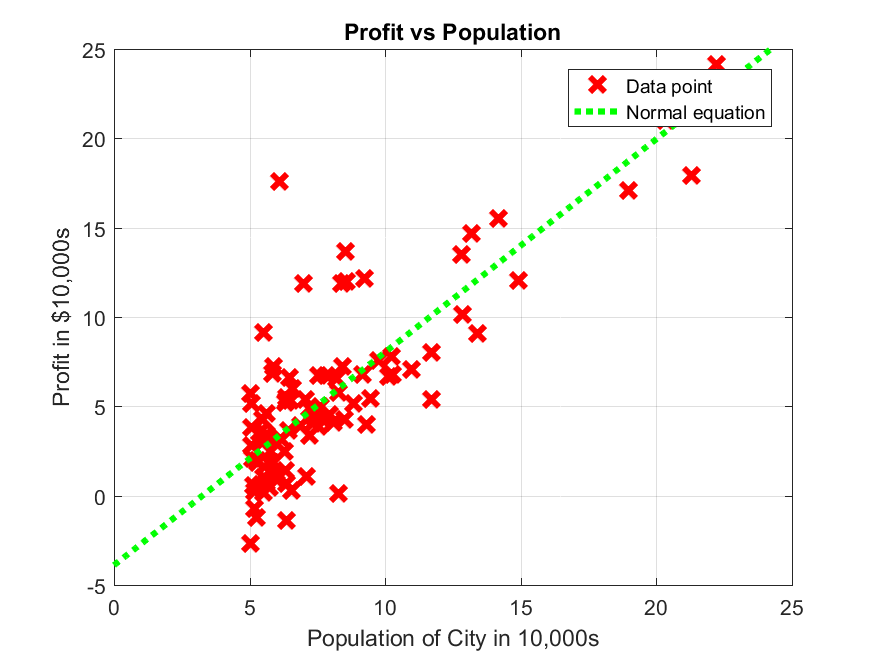 Profit vs Population
Data point
Normal equation
Profit in $10,000s
25
20
15
10
5
0
-5
0 5 10 15 20 25
Population of City in 10,000s